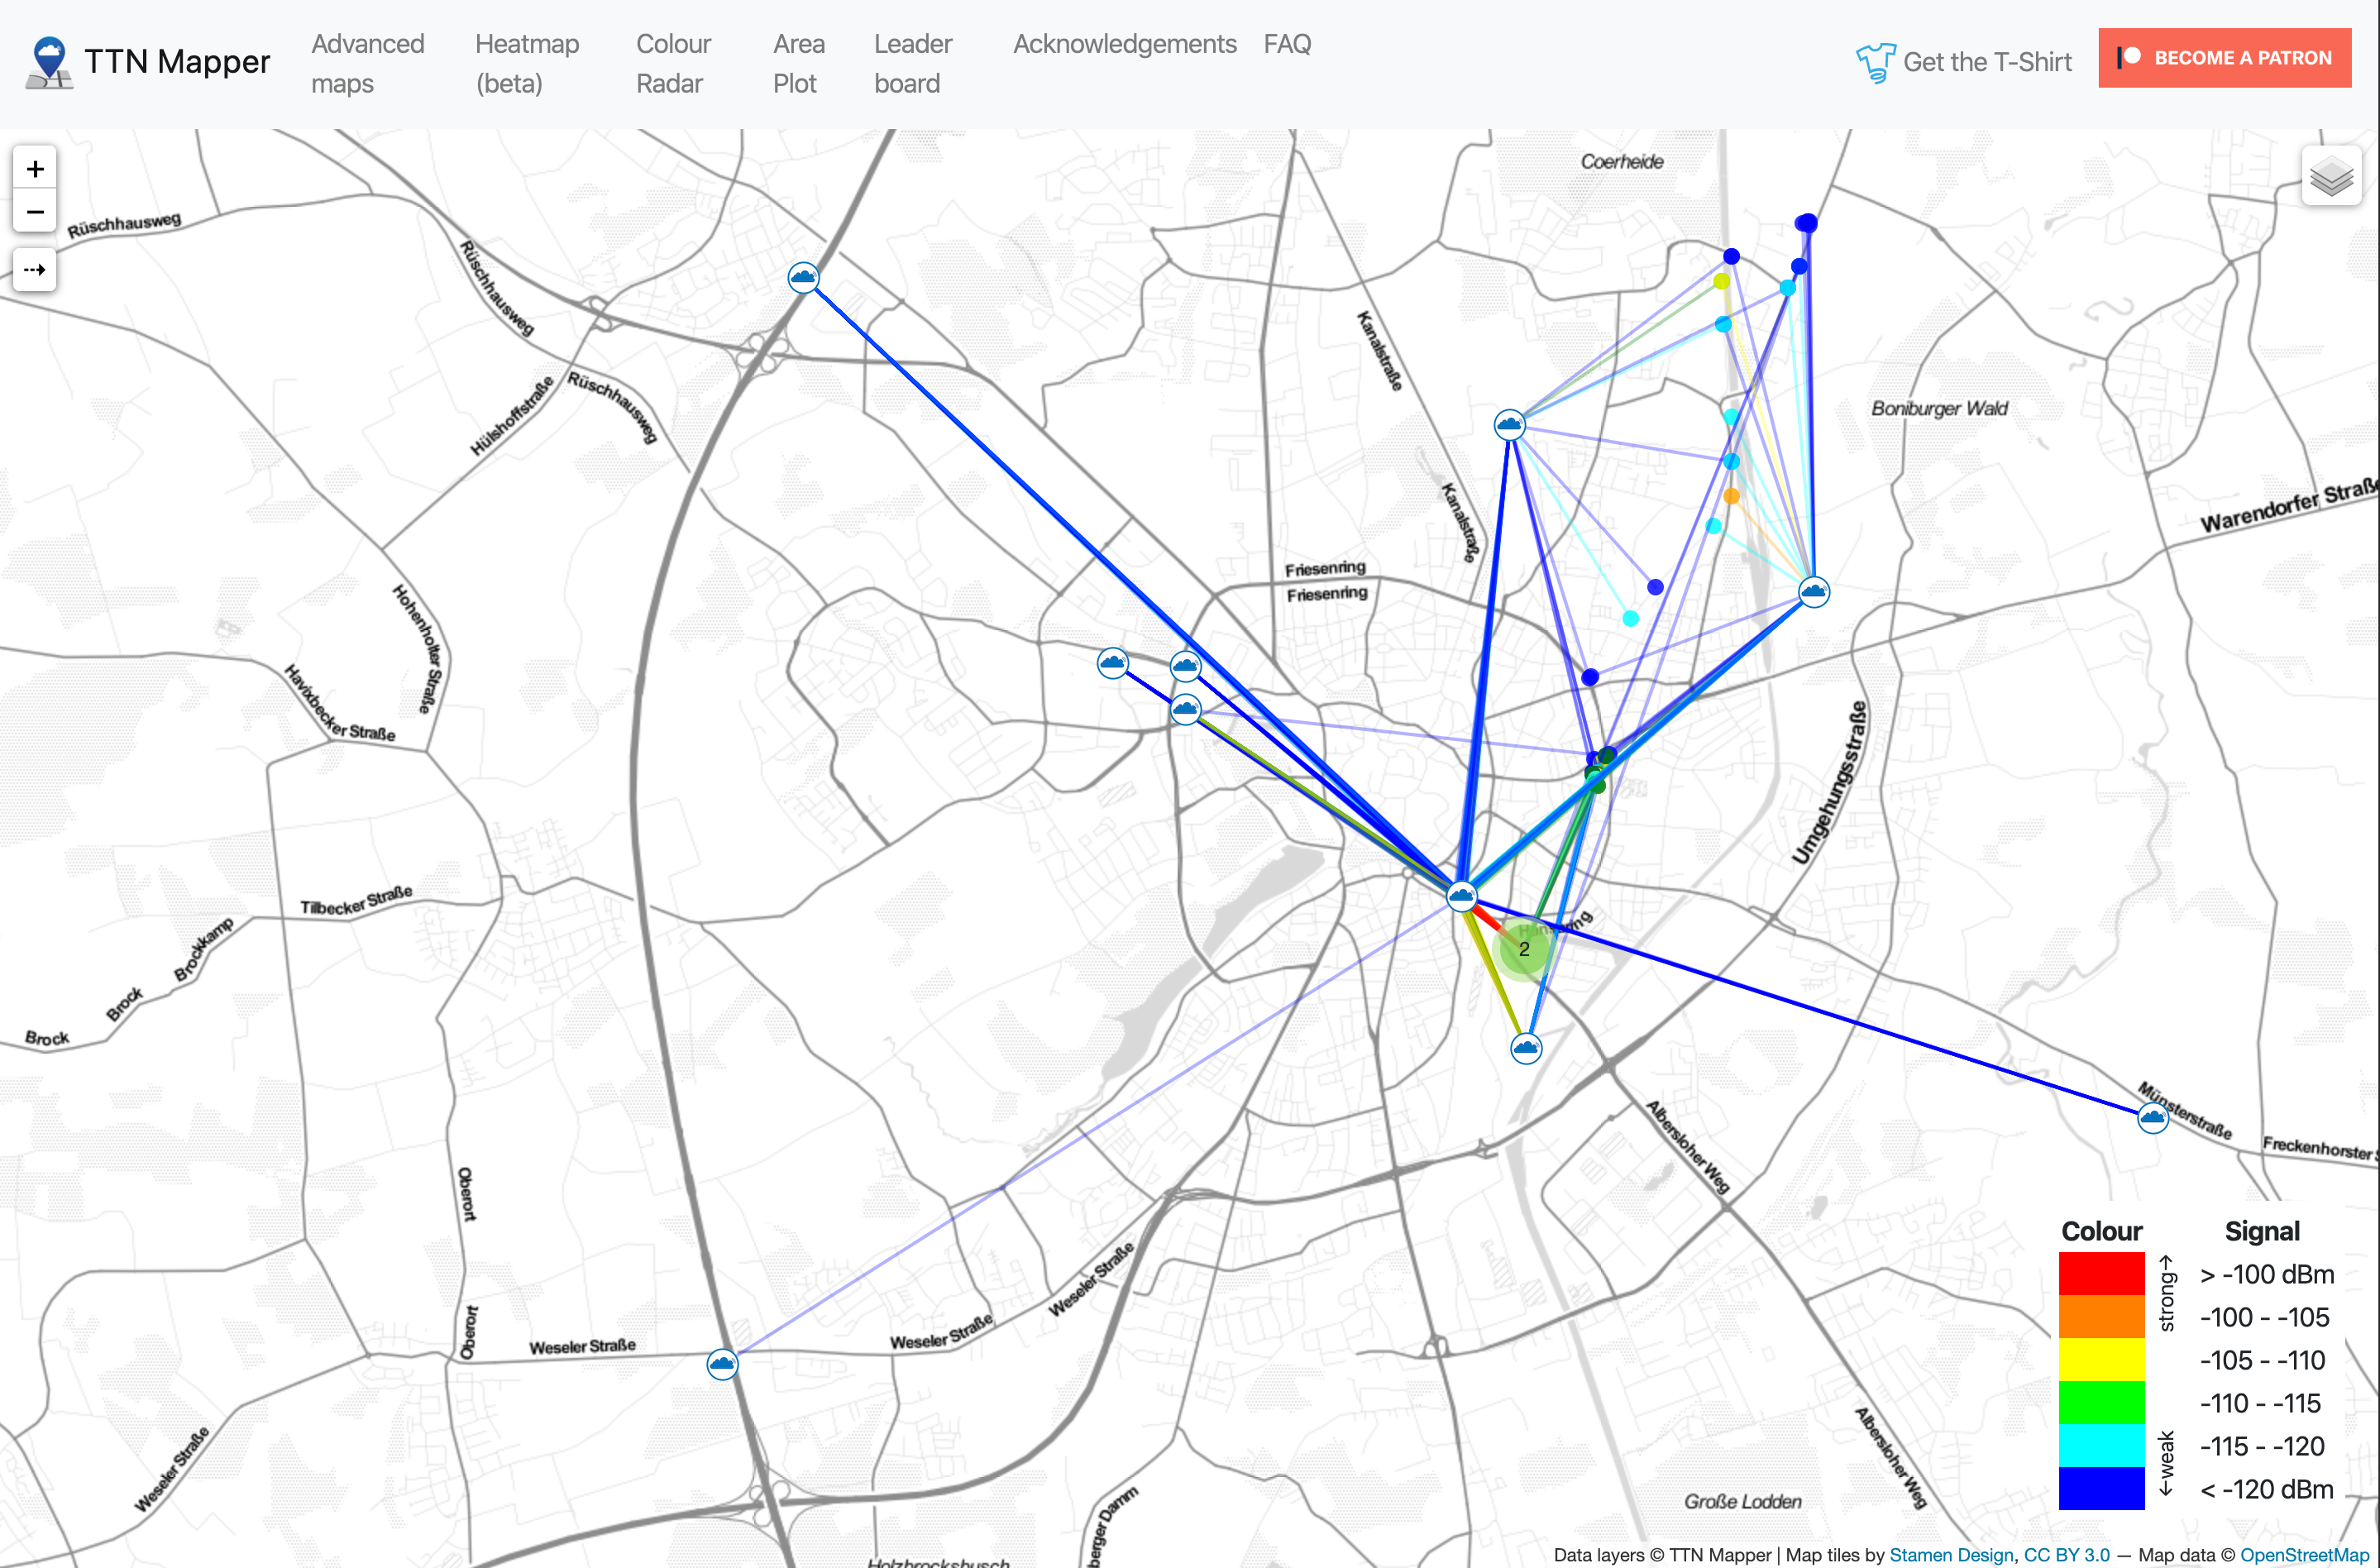 TTN Mapper
Advanced
maps
Heatmap
(beta)
Colour
Radar
Area
Plot
Leader
board
Acknowledgements
FAQ
Get the T-Shirt
BECOME A PATRON
+
−
Coerheide
Rüschhausweg
Rüschhausweg
Kanalstraße
Hülshoffstraße
Rüschhausweg
Boniburger Wald
Warendorfer Straße
Kanalstraße
Friesenring
Friesenring
Hohenholter Straße
Havixbecker Straße
Umgehungsstraße
Tilbecker Straße
Brockkamp
Brock
Brock
2
Münsterstraße
Freckenhorster S
Albersloher Weg
Oberort
Oberort
Weseler Straße
Weseler Straße
Weseler Straße
Weseler Straße
Albersloher Weg
Große Lodden
berger Damm
Holzbrocksbusch
Colour Signal
strong→
←weak
> -100 dBm
-100 - -105
-105 - -110
-110 - -115
-115 - -120
< -120 dBm
Data layers © TTN Mapper | Map tiles by Stamen Design, CC BY 3.0 — Map data © OpenStreetMap